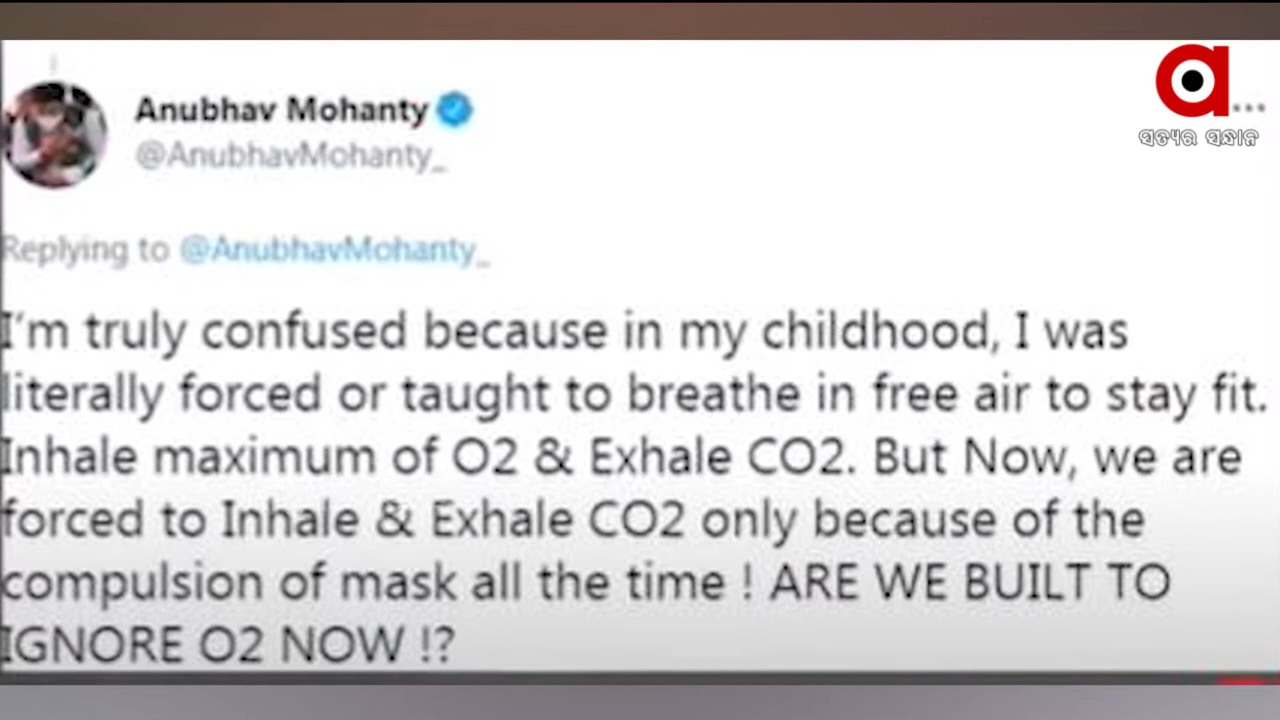 Anubhav Mohanty
@AnubhavMohanty_
...
ସତ୍ୟର ସନ୍ଧାନ
Replying to @AnubhavMohanty_
I'm truly confused because in my childhood, I was
literally forced or taught to breathe in free air to stay fit.
Inhale maximum of O2 & Exhale CO2. But Now, we are
forced to Inhale & Exhale CO2 only because of the
compulsion of mask all the time ! ARE WE BUILT TO
IGNORE O2 NOW !?